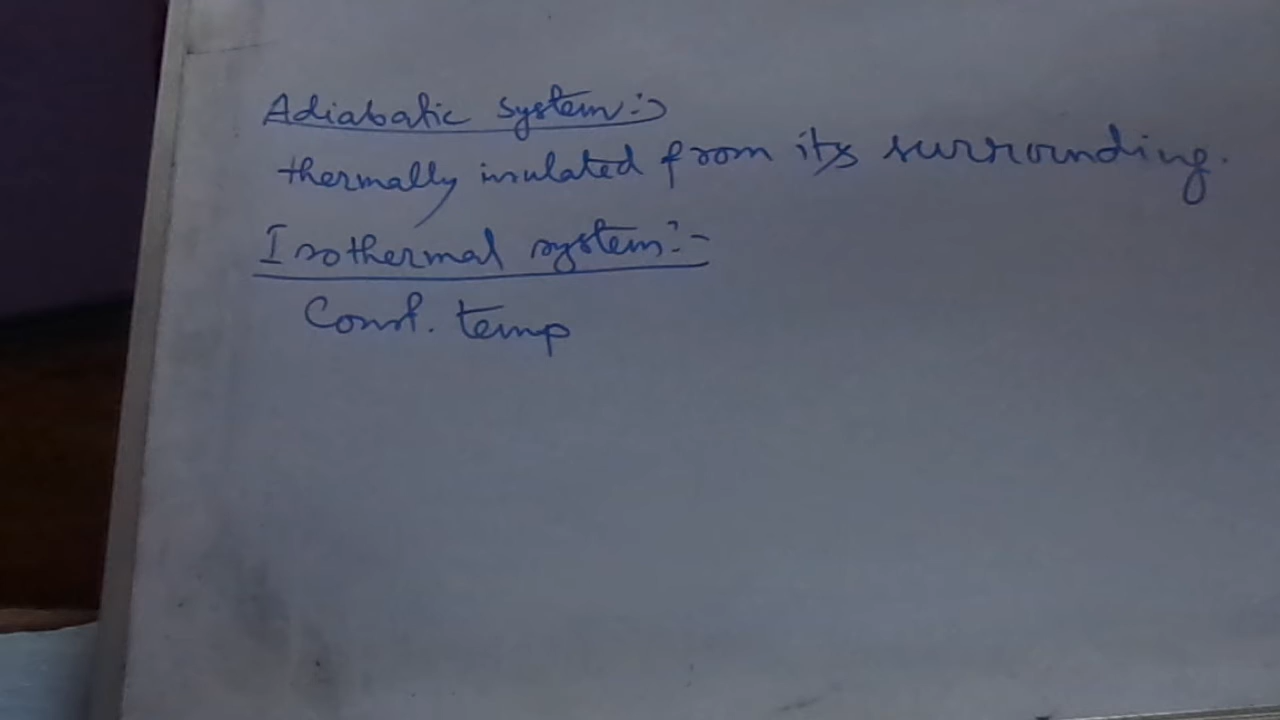 Adiabatic system:-
thermally insulated from its surrounding.
Isothermal system:-
Const. temp